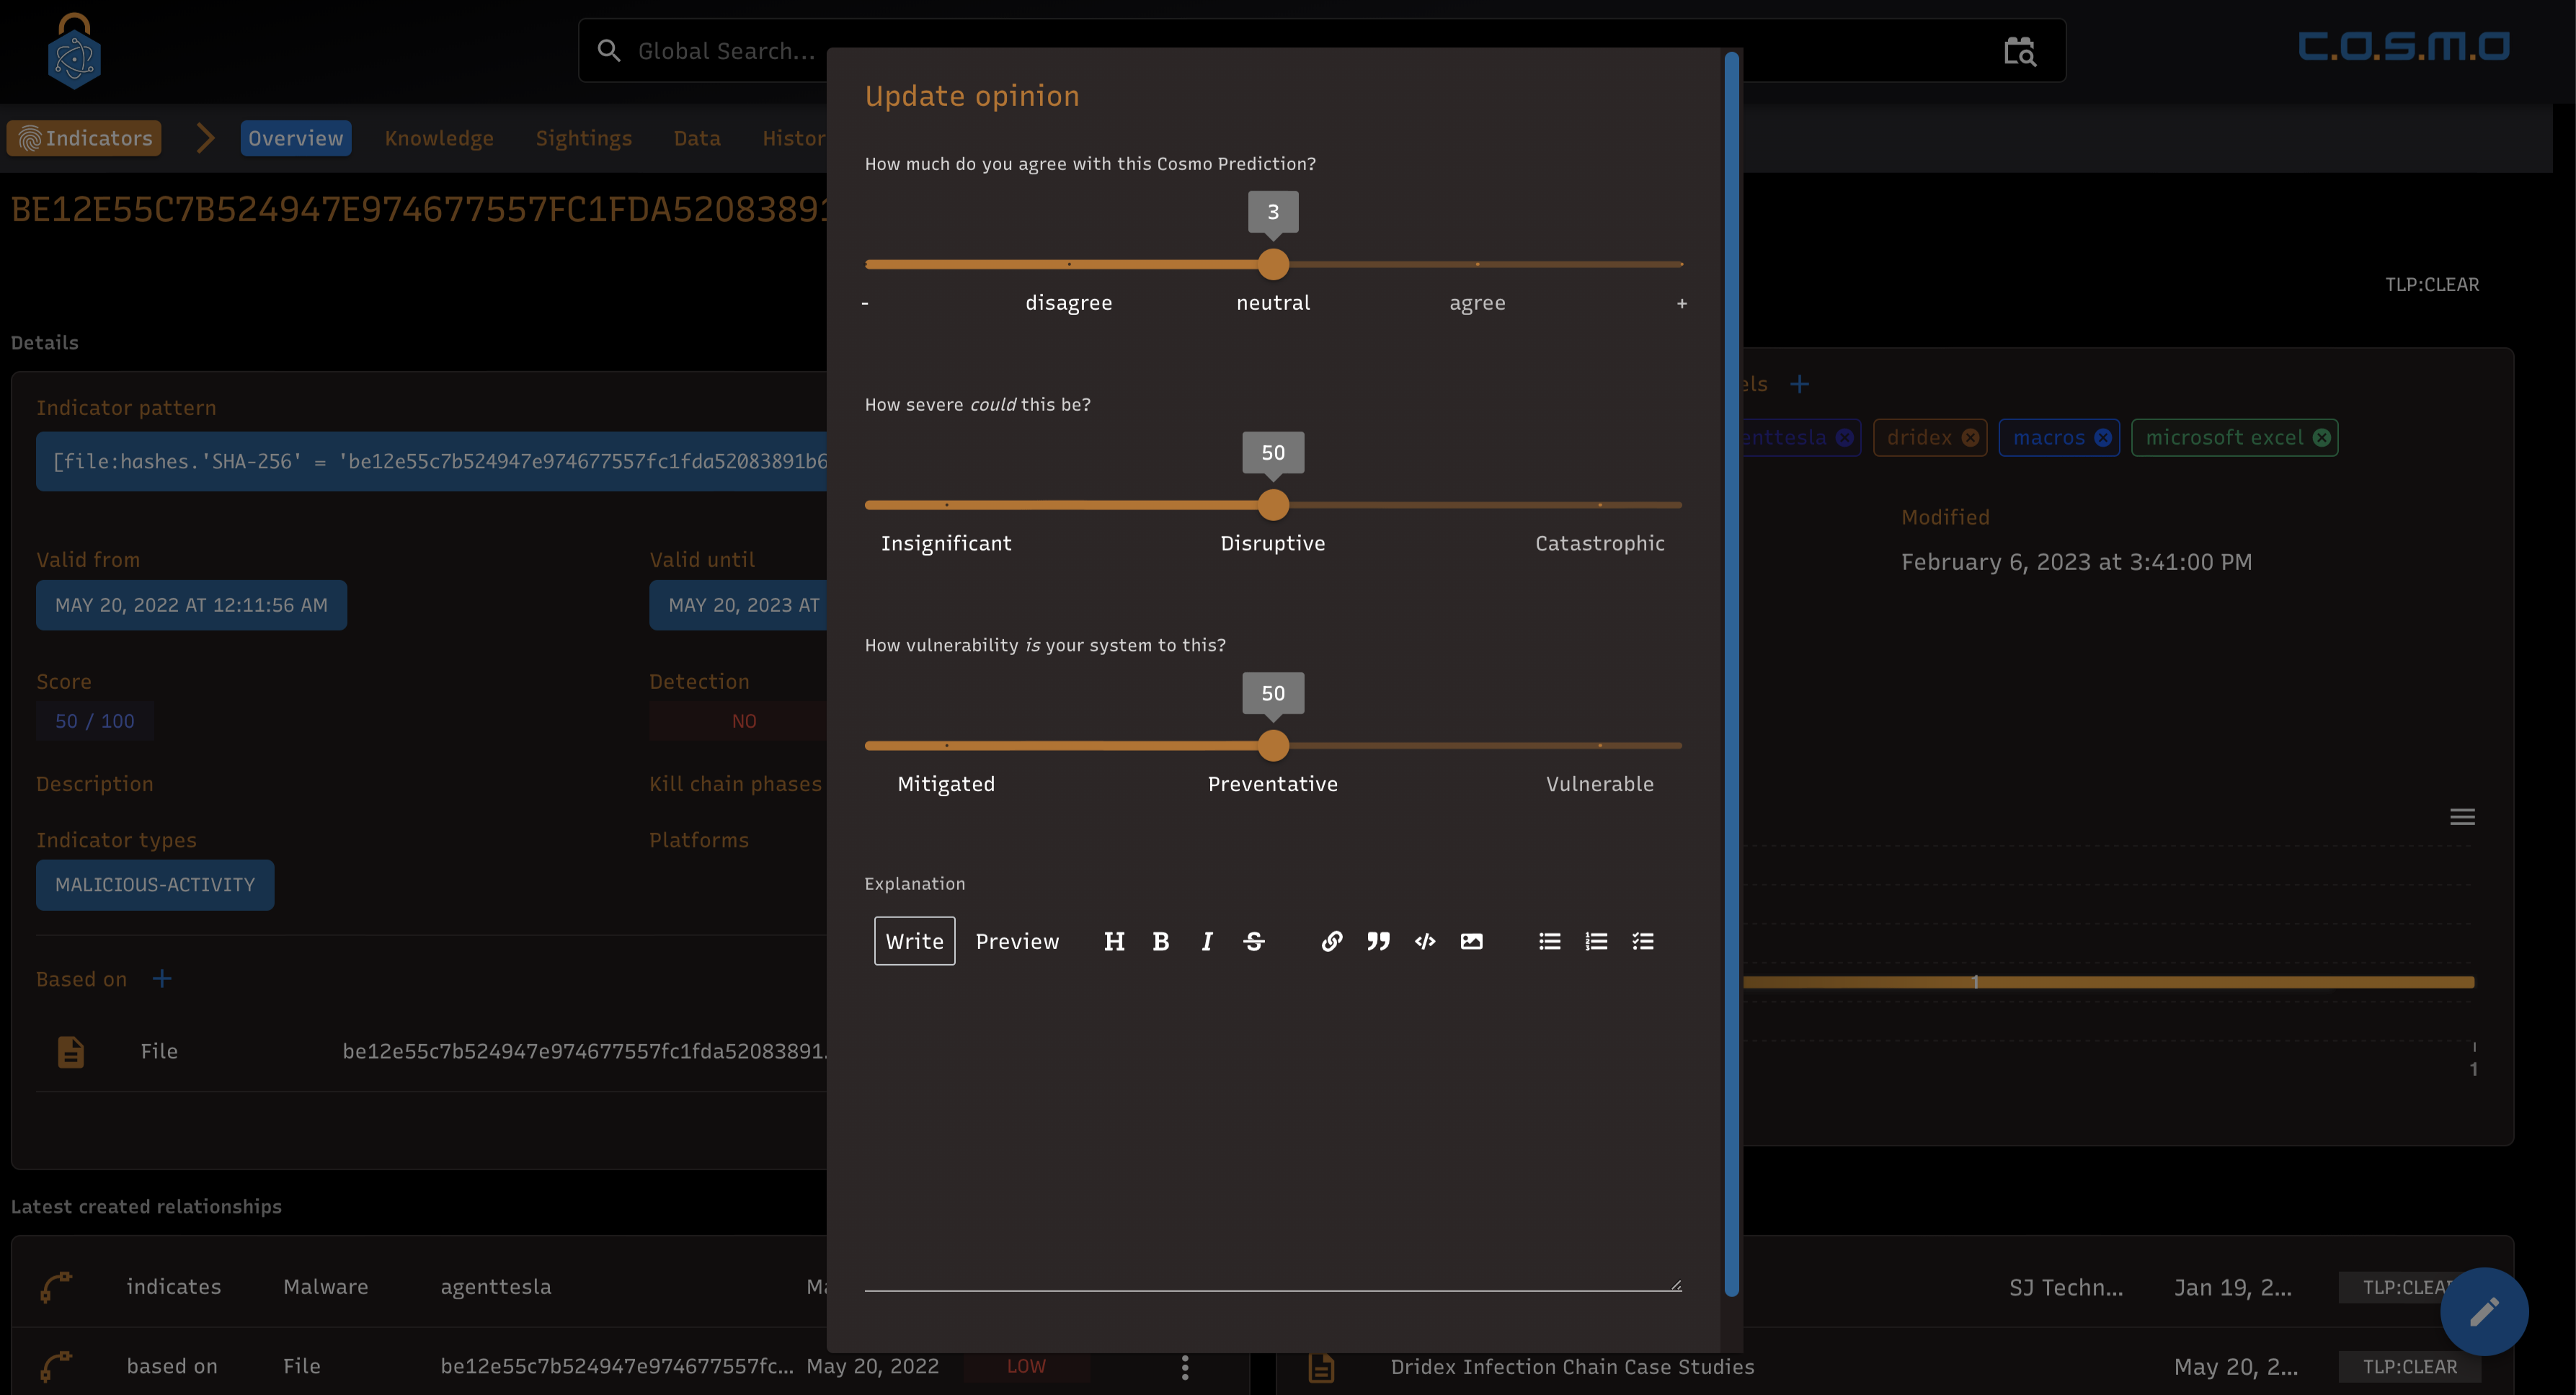 Global Search...
c.o.s.m.o
Indicators
Overview
Knowledge
Sightings
Data
Histor
BE12E55C7B524947E974677557FC1FDA52083891
TLP:CLEAR
Details
Indicator pattern
[file:hashes.'SHA-256' = 'be12e55c7b524947e974677557fc1fda52083891b6
Valid from
MAY 20, 2022 AT 12:11:56 AM
Valid until
MAY 20, 2023 AT
Score
50 / 100
Detection
NO
Description
Kill chain phases
Indicator types
MALICIOUS-ACTIVITY
Platforms
Based on +
File
be12e55c7b524947e974677557fc1fda52083891.
Update opinion
How much do you agree with this Cosmo Prediction?
3
-
disagree
neutral
agree
+
How severe could this be?
50
Insignificant
Disruptive
Catastrophic
How vulnerability is your system to this?
50
Mitigated
Preventative
Vulnerable
Explanation
Write
Preview
H B I S
els +
enttesla
dridex
macros
microsoft excel
Modified
February 6, 2023 at 3:41:00 PM
1
1
Latest created relationships
indicates Malware agenttesla Ma
based on File be12e55c7b524947e974677557fc... May 20, 2022 LOW
SJ Techn... Jan 19, 2... TLP:CLEA
Dridex Infection Chain Case Studies May 20, 2... TLP:CLEAR